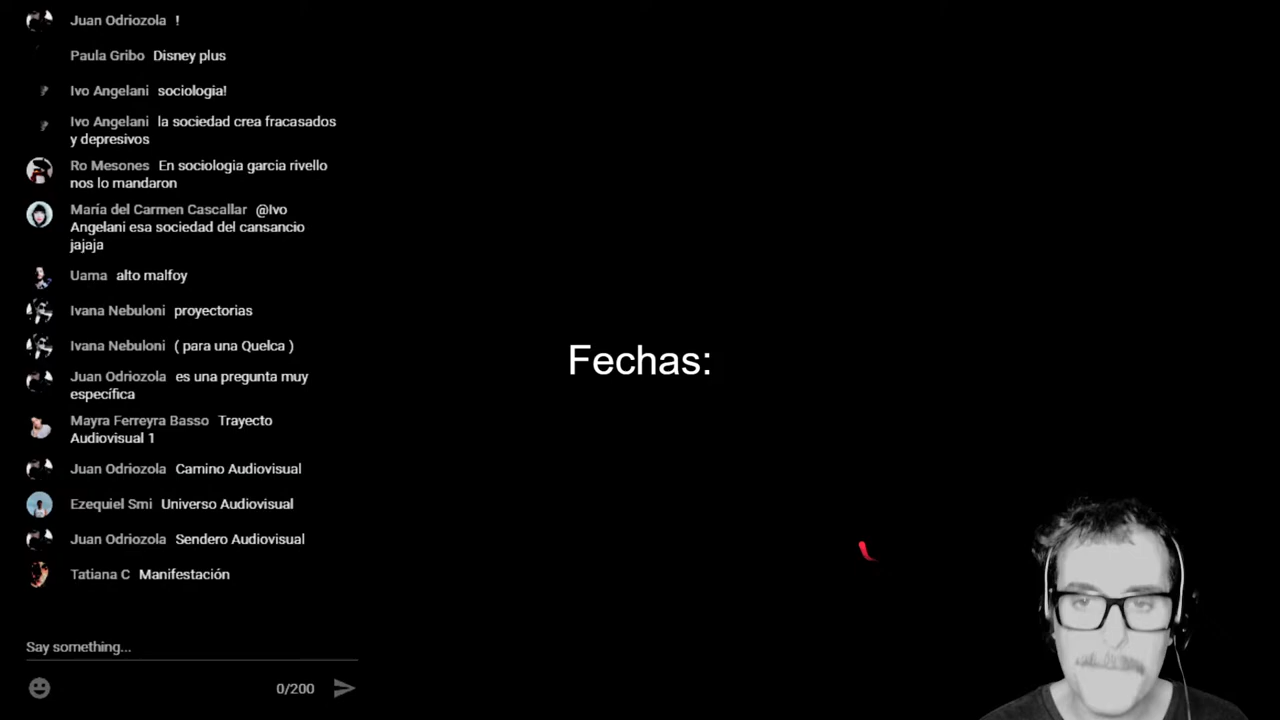 Juan Odriozola !
Paula Gribo Disney plus
Ivo Angelani sociologia!
Ivo Angelani la sociedad crea fracasados
y depresivos
Ro Mesones En sociologia garcia rivello
nos lo mandaron
María del Carmen Cascallar @Ivo
Angelani esa sociedad del cansancio
jajaja
Uama alto malfoy
Ivana Nebuloni proyectorias
Ivana Nebuloni ( para una Quelca )
Juan Odriozola es una pregunta muy
específica
Mayra Ferreyra Basso Trayecto
Audiovisual 1
Juan Odriozola Camino Audiovisual
Ezequiel Smi Universo Audiovisual
Juan Odriozola Sendero Audiovisual
Tatiana C Manifestación
Say something...
0/200
Fechas: